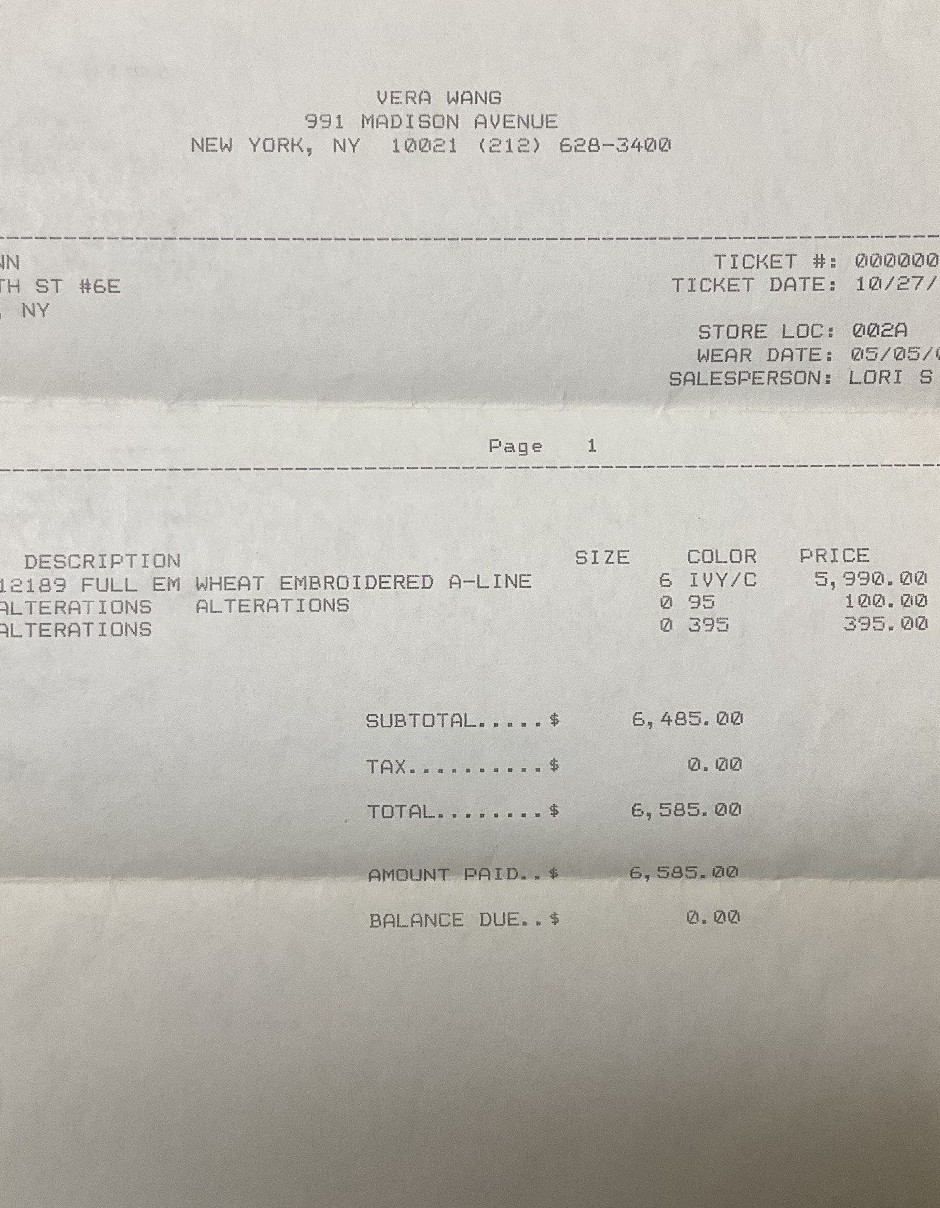 VERA WANG
991 MADISON AVENUE
NEW YORK, NY 10021 (212) 628-3400
NN
TH ST #6E
, NY
TICKET #: 000000
TICKET DATE: 10/27/
STORE LOC: 002A
WEAR DATE: 05/05/0
SALESPERSON: LORI S
Page 1
DESCRIPTION SIZE COLOR PRICE
12189 FULL EM WHEAT EMBROIDERED A-LINE 6 IVY/C 5,990.00
ALTERATIONS ALTERATIONS 0 95 100.00
ALTERATIONS 0 395 395.00
SUBTOTAL.....$ 6,485.00
TAX..........$ 0.00
TOTAL........$ 6,585.00
AMOUNT PAID..$ 6,585.00
BALANCE DUE..$ 0.00